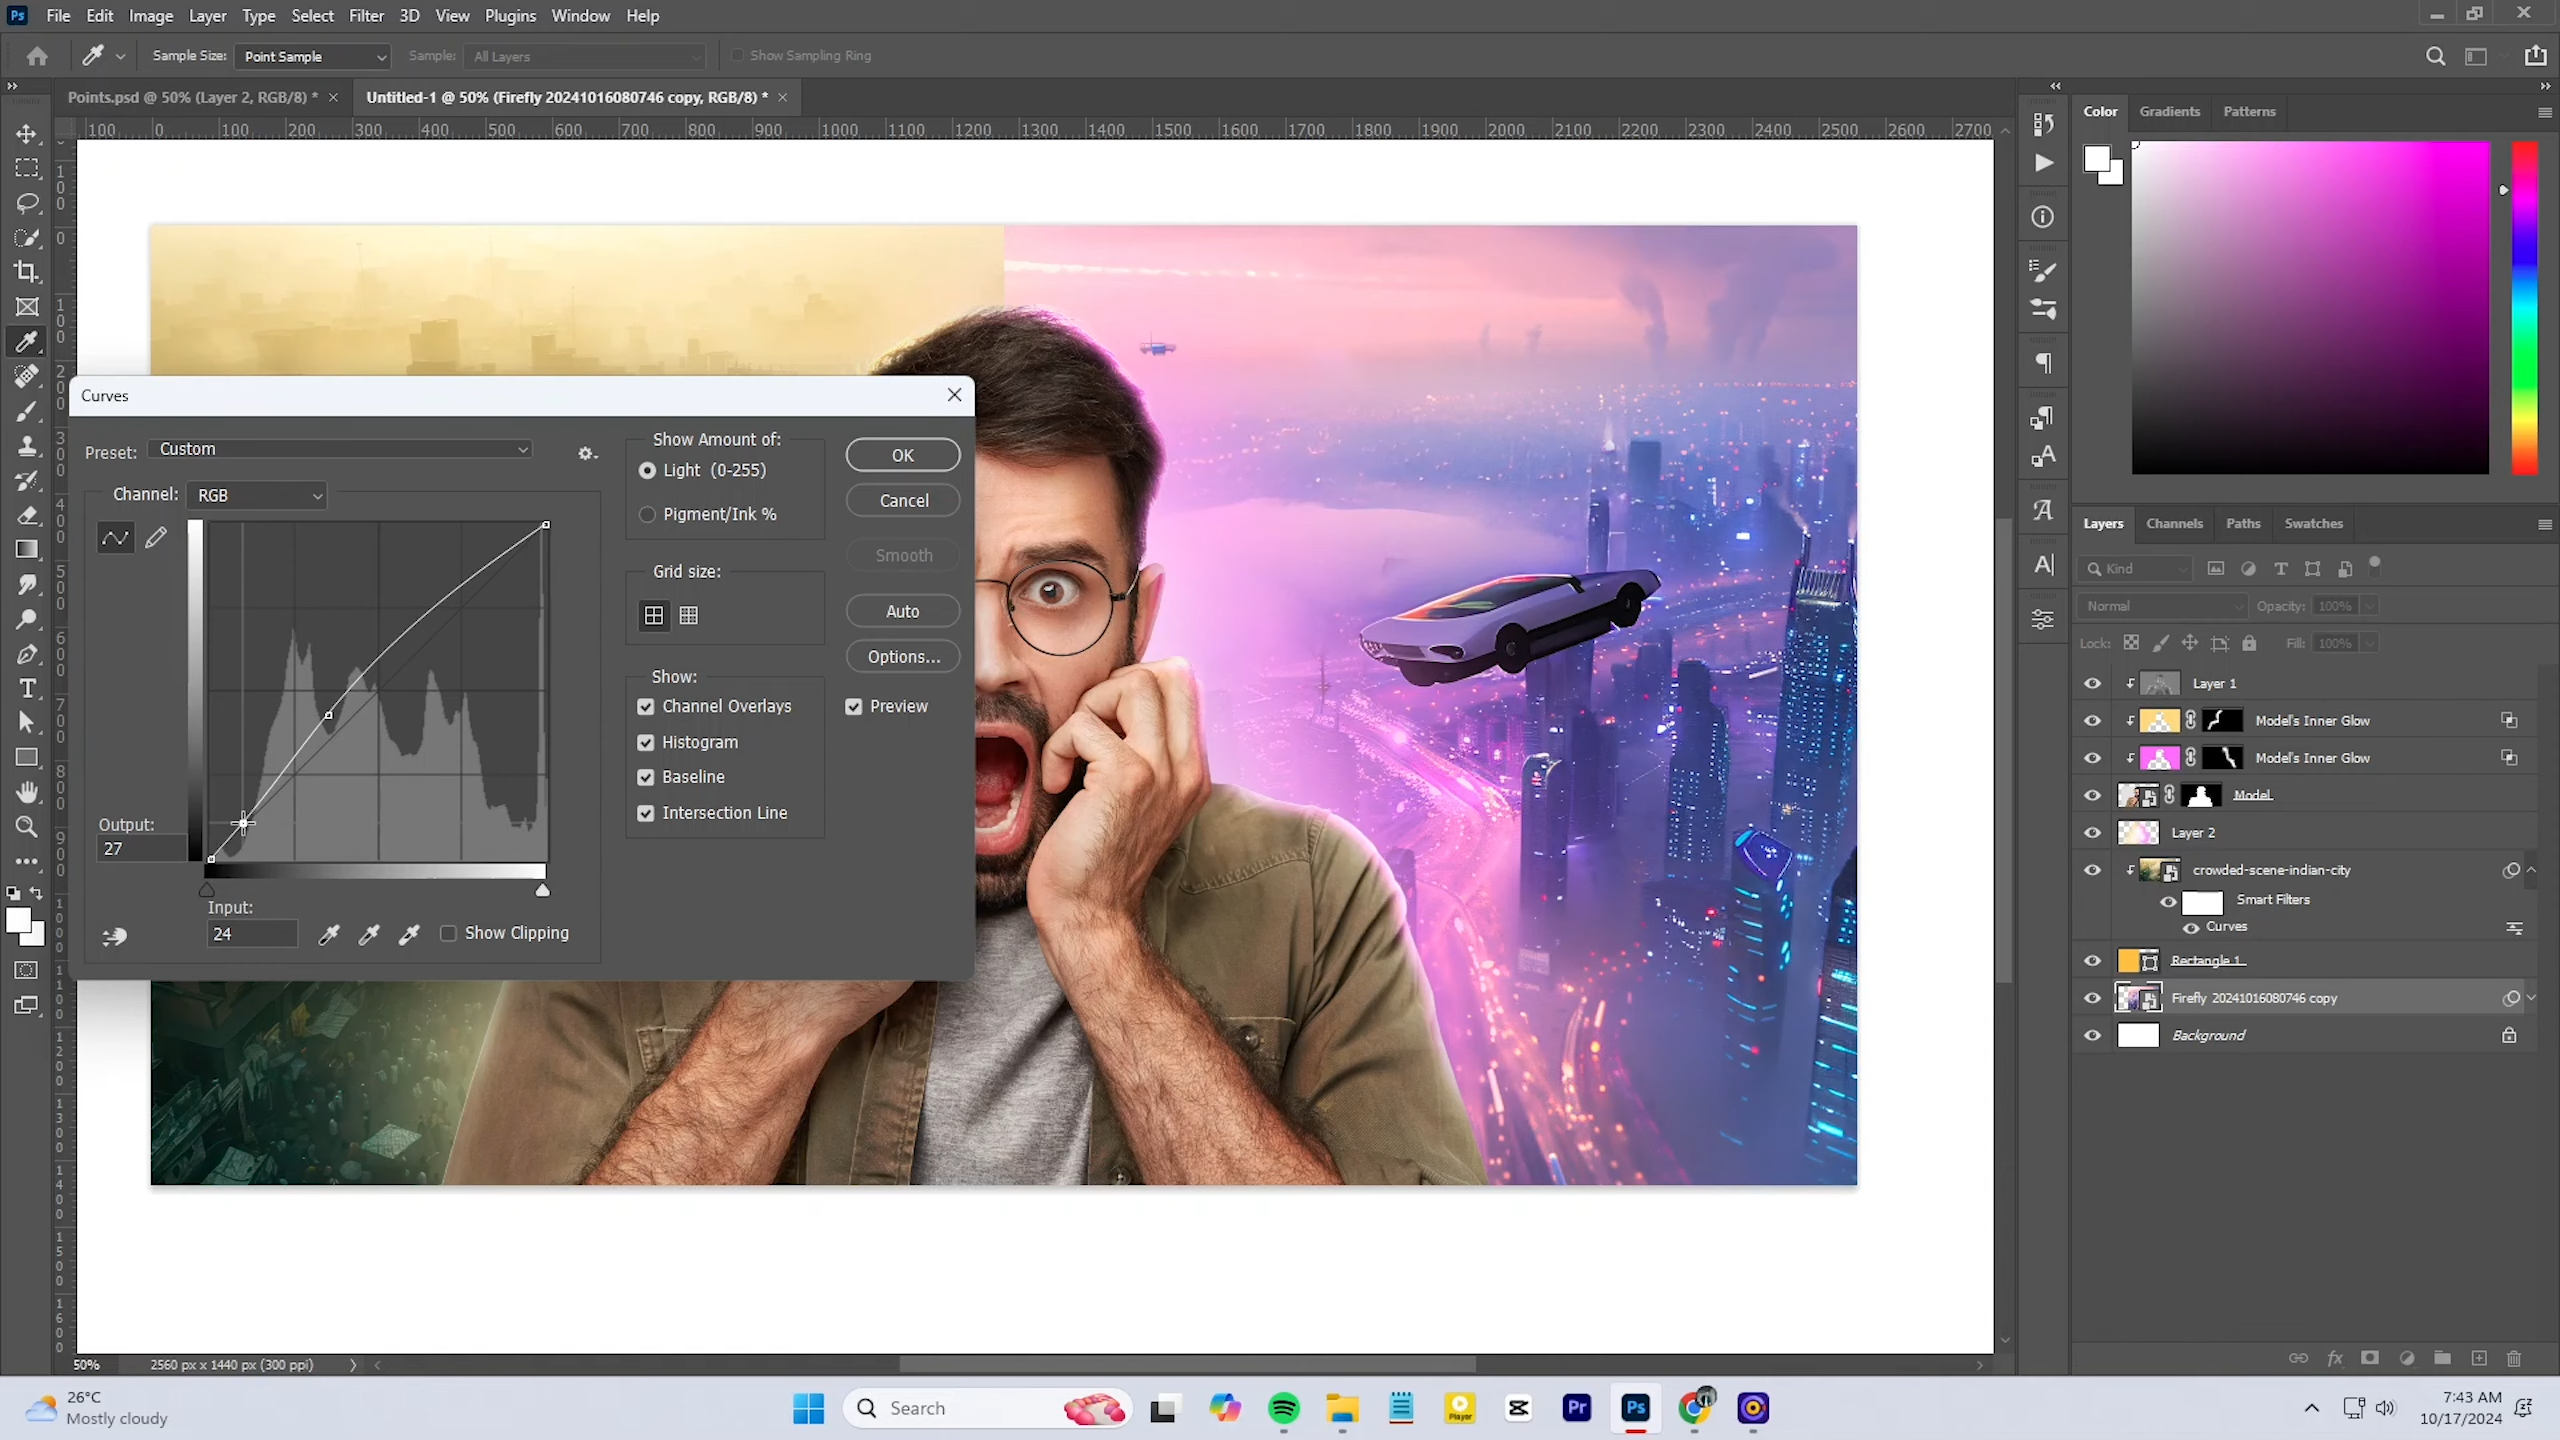 Ps File Edit Image Layer Type Select Filter 3D View Plugins Window Help
Sample Size: Point Sample Sample: All Layers Show Sampling Ring
Points.psd @ 50% (Layer 2, RGB/8) * × Untitled-1 @ 50% (Firefly 20241016080746 copy, RGB/8) * ×
100 0 100 200 300 400 500 600 700 800 900 1000 1100 1200 1300 1400 1500 1600 1700 1800 1900 2000 2100 2200 2300 2400 2500 2600 2700
Curves
Preset: Custom
Channel: RGB
Output:
27
Input:
24
Show Clipping
Show Amount of:
Light (0-255)
Pigment/Ink %
Grid size:
Show:
Channel Overlays
Histogram
Baseline
Intersection Line
OK
Cancel
Smooth
Auto
Options...
Preview
Color Gradients Patterns
Layers Channels Paths Swatches
Kind
Normal Opacity: 100%
Lock: Fill: 100%
Layer 1
Model's Inner Glow
Model's Inner Glow
Model
Layer 2
crowded-scene-indian-city
Smart Filters
Curves
Rectangle 1
Firefly 20241016080746 copy
Background
50% 2560 px x 1440 px (300 ppi)
26°C
Mostly cloudy
Search
Player
Pr
Ps
7:43 AM
10/17/2024